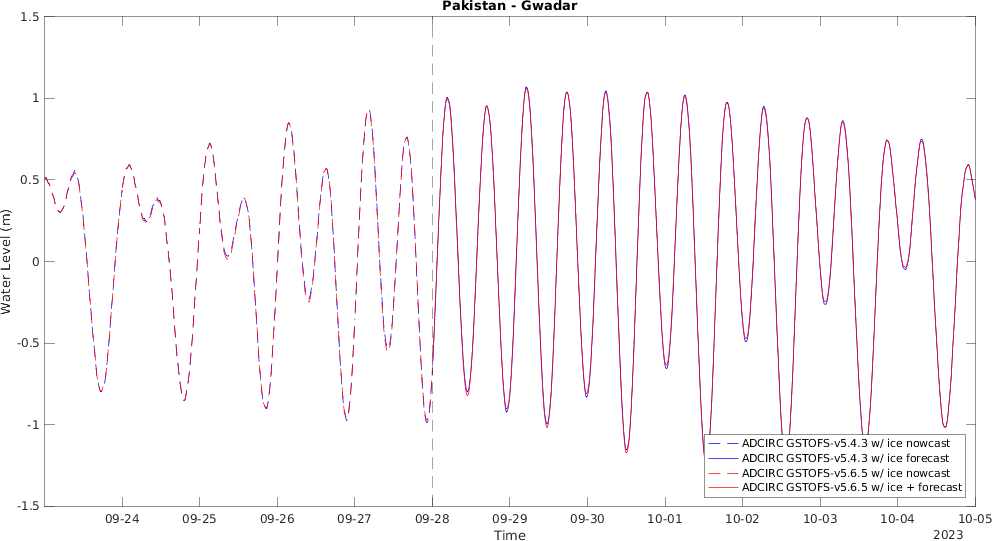 Pakistan - Gwadar
1.5
1
0.5
0
-0.5
-1
-1.5
Water Level (m)
ADCIRC GSTOFS-v5.4.3 w/ ice nowcast
ADCIRC GSTOFS-v5.4.3 w/ ice forecast
ADCIRC GSTOFS-v5.6.5 w/ ice nowcast
ADCIRC GSTOFS-v5.6.5 w/ ice + forecast
09-24 09-25 09-26 09-27 09-28 09-29 09-30 10-01 10-02 10-03 10-04 10-05
Time
2023